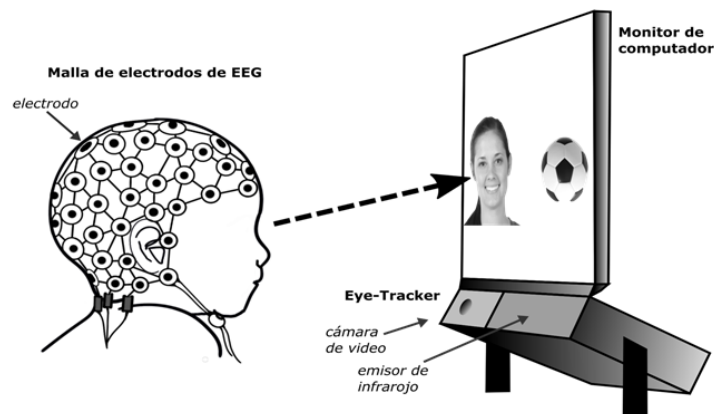 Monitor de
computador
Malla de electrodos de EEG
electrodo
Eye-Tracker
cámara
de video
emisor de
infrarojo